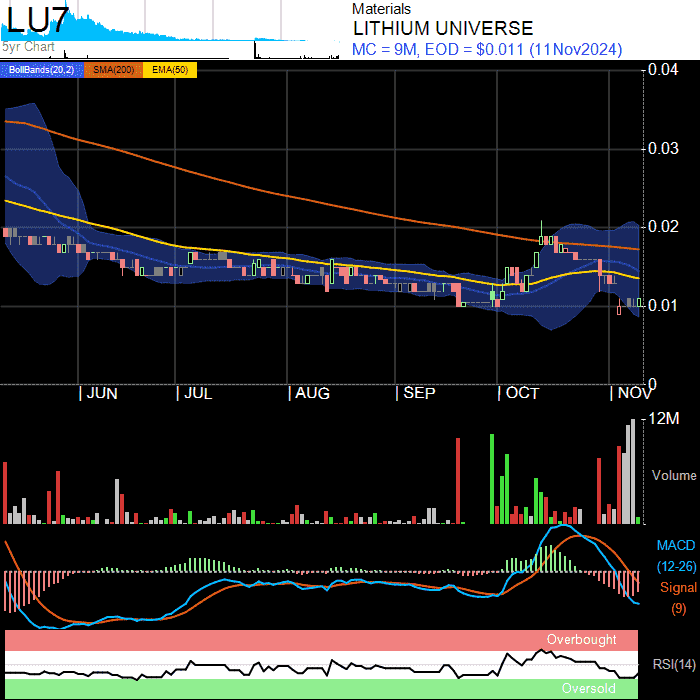 LU7
5yr Chart
Materials
LITHIUM UNIVERSE
MC = 9M, EOD = $0.011 (11Nov2024)
BollBands(20,2) SMA(200) EMA(50)
0.04
0.03
0.02
0.01
0
JUN JUL AUG SEP OCT NOV
12M
Volume
MACD
(12-26)
Signal
(9)
Overbought
RSI(14)
Oversold